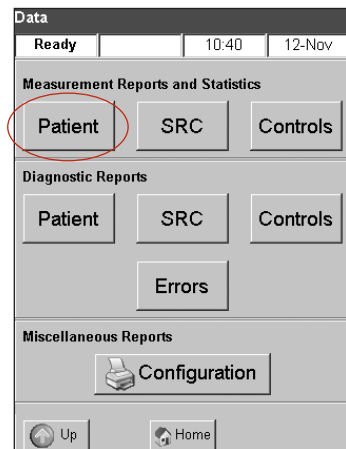 Data
Ready 10:40 12-Nov
Measurement Reports and Statistics
Patient SRC Controls
Diagnostic Reports
Patient SRC Controls
Errors
Miscellaneous Reports
Configuration
Up Home